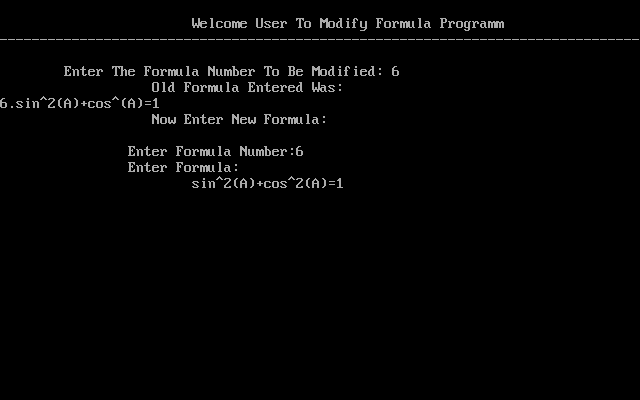 Welcome User To Modify Formula Programm
Enter The Formula Number To Be Modified: 6
Old Formula Entered Was:
6.sin^2(A)+cos^(A)=1
Now Enter New Formula:
Enter Formula Number:6
Enter Formula:
sin^2(A)+cos^2(A)=1